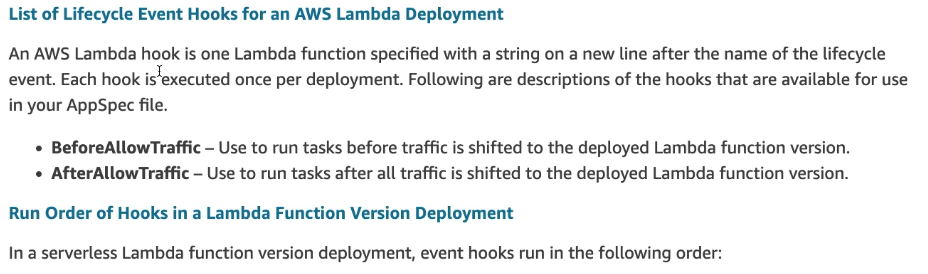 List of Lifecycle Event Hooks for an AWS Lambda Deployment
An AWS Lambda hook is one Lambda function specified with a string on a new line after the name of the lifecycle
event. Each hook is executed once per deployment. Following are descriptions of the hooks that are available for use
in your AppSpec file.
• BeforeAllowTraffic – Use to run tasks before traffic is shifted to the deployed Lambda function version.
• AfterAllowTraffic – Use to run tasks after all traffic is shifted to the deployed Lambda function version.
Run Order of Hooks in a Lambda Function Version Deployment
In a serverless Lambda function version deployment, event hooks run in the following order: